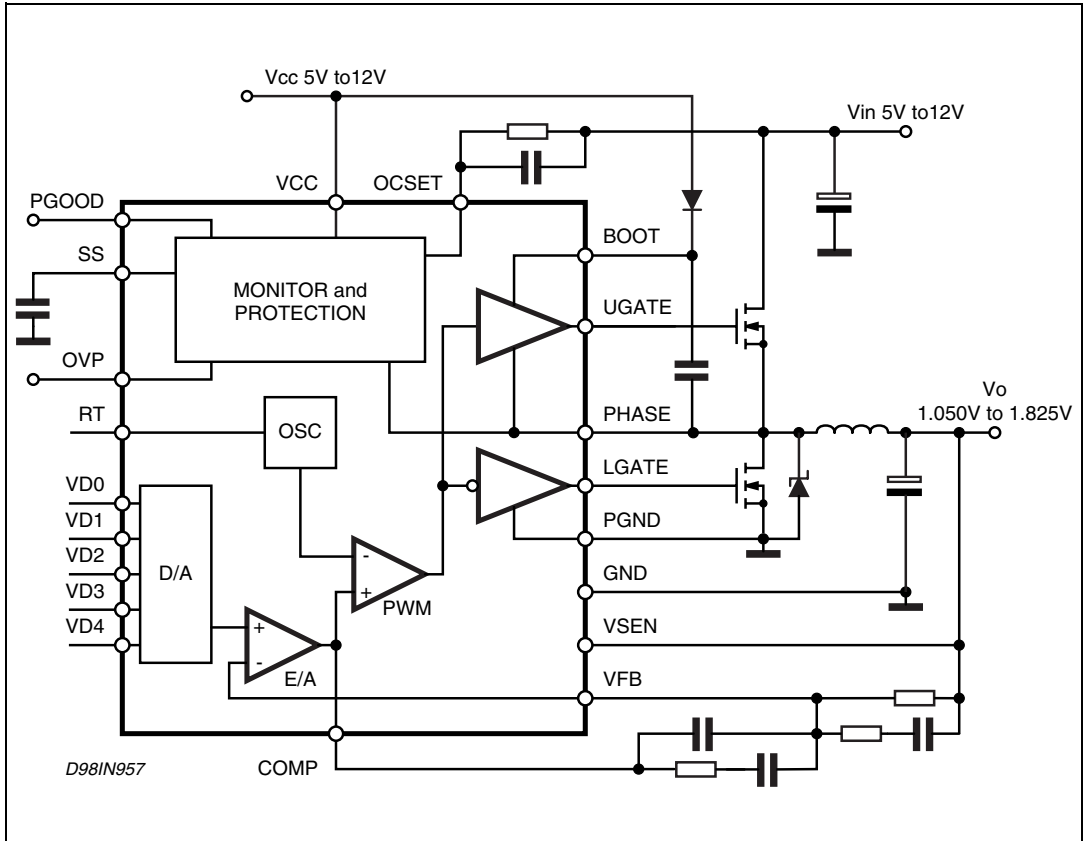 Vcc 5V to12V
Vin 5V to12V
VCC
OCSET
PGOOD
BOOT
SS
MONITOR and
PROTECTION
UGATE
OVP
Vo
1.050V to 1.825V
RT
OSC
PHASE
LGATE
VD0
VD1
PGND
VD2
D/A
-
+
PWM
GND
VD3
VD4
+
-
E/A
VSEN
VFB
D98IN957
COMP